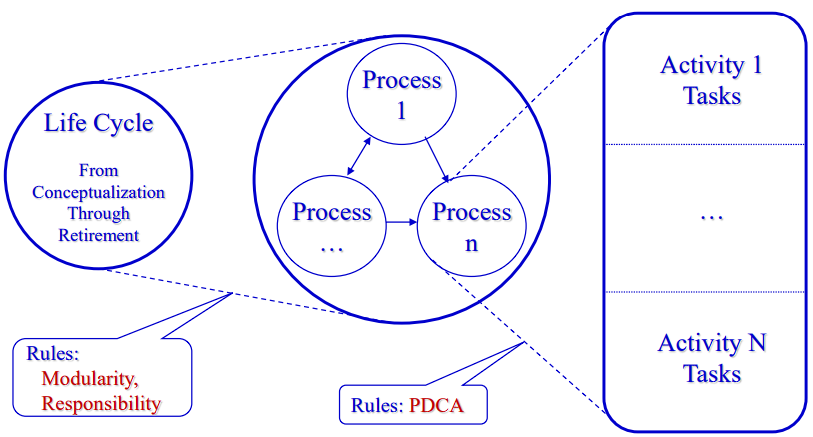 Life Cycle
From
Conceptualization
Through
Retirement
Rules:
Modularity,
Responsibility
Process
1
Process
…
Process
n
Rules: PDCA
Activity 1
Tasks
…
Activity N
Tasks